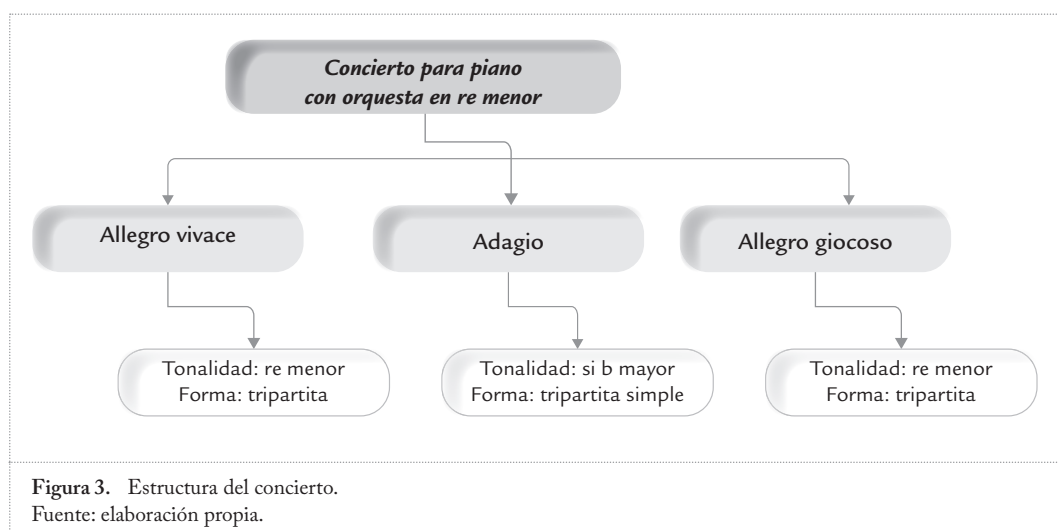 Concierto para piano
con orquesta en re menor
Allegro vivace
Adagio
Allegro giocoso
Tonalidad: re menor
Forma: tripartita
Tonalidad: si b mayor
Forma: tripartita simple
Tonalidad: re menor
Forma: tripartita
Figura 3. Estructura del concierto.
Fuente: elaboración propia.